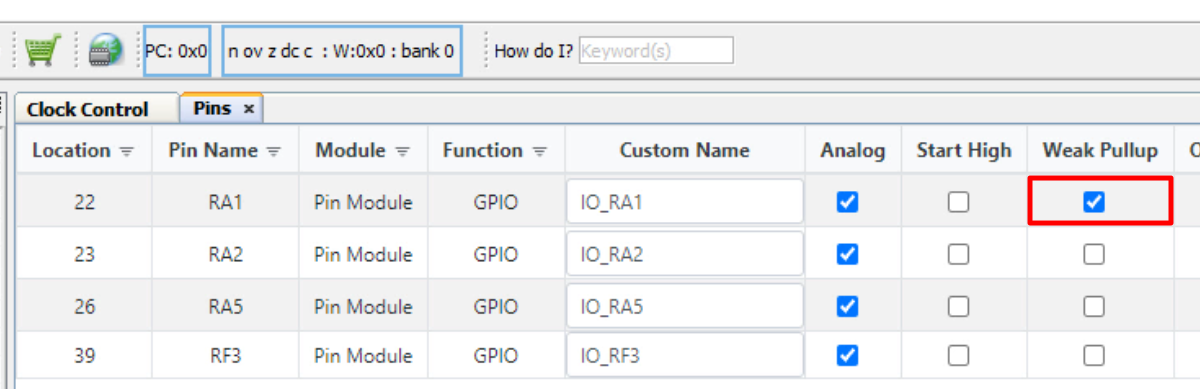 PC: 0x0 n ov z dc c : W:0x0 : bank 0 How do I? Keyword(s)
Clock Control Pins ×
Location Pin Name Module Function Custom Name Analog Start High Weak Pullup
22 RA1 Pin Module GPIO IO_RA1
23 RA2 Pin Module GPIO IO_RA2
26 RA5 Pin Module GPIO IO_RA5
39 RF3 Pin Module GPIO IO_RF3